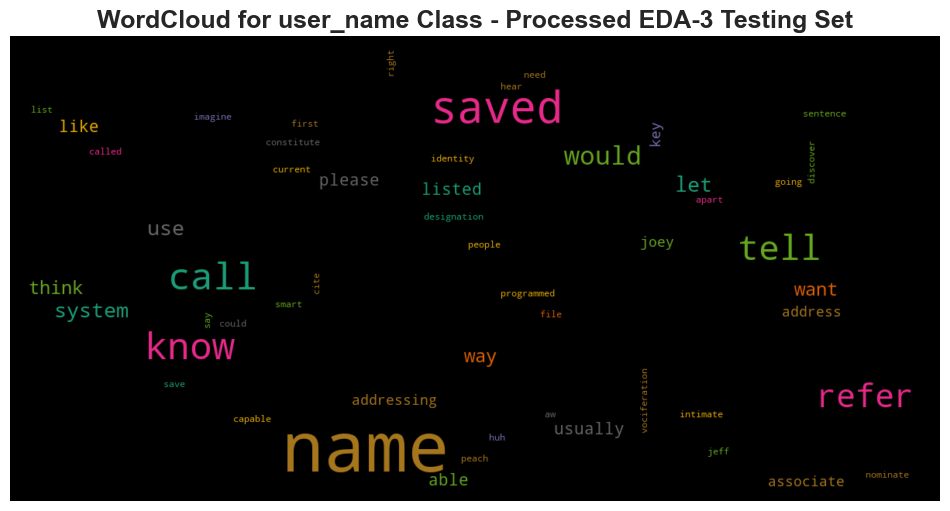 WordCloud for user_name Class - Processed EDA-3 Testing Set
right
need
hear
list
imagine
saved
sentence
like
first
key
called
constitute
would
discover
identity
current
please
listed
let
going
apart
designation
use
people
joey
tell
call
think
cite
programmed
want
system
smart
say
could
file
address
know
way
save
refer
addressing
vociferation
capable
aw
intimate
name
huh
usually
peach
jeff
able
associate
nominate